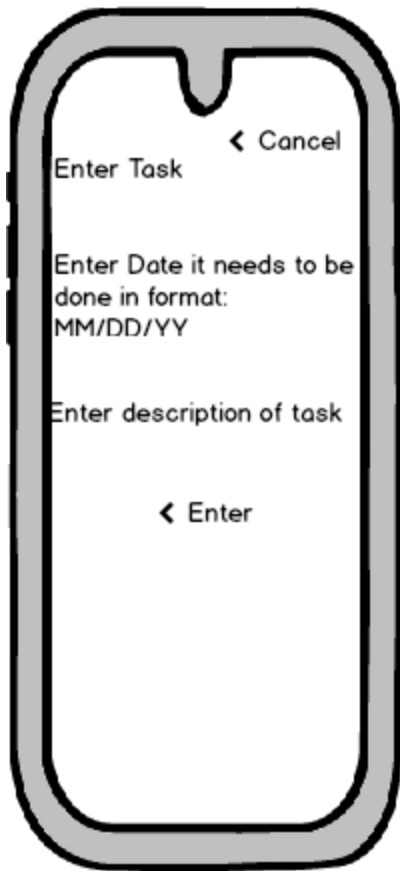 < Cancel
Enter Task
Enter Date it needs to be
done in format:
MM/DD/YY
Enter description of task
< Enter